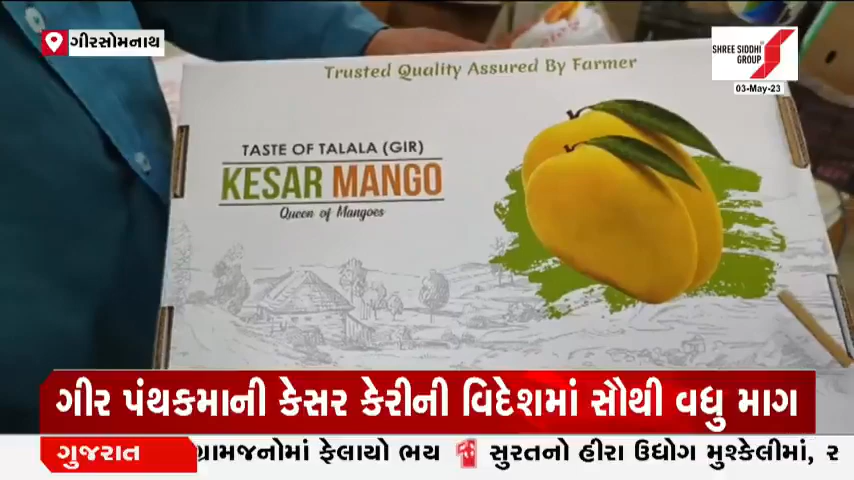 ગીરસોમનાથ
SHREE SIDDHI
GROUP
03-May-23
Trusted Quality Assured By Farmer
TASTE OF TALALA (GIR)
KESAR MANGO
Queen of Mangoes
ગીર પંથકમાની કેસર કેરીની વિદેશમાં સૌથી વધુ માગ
ગુજરાત
ગ્રામજનોમાં ફેલાયો ભય
સુરતનો હીરા ઉધોગ મુશ્કેલીમાં, ર